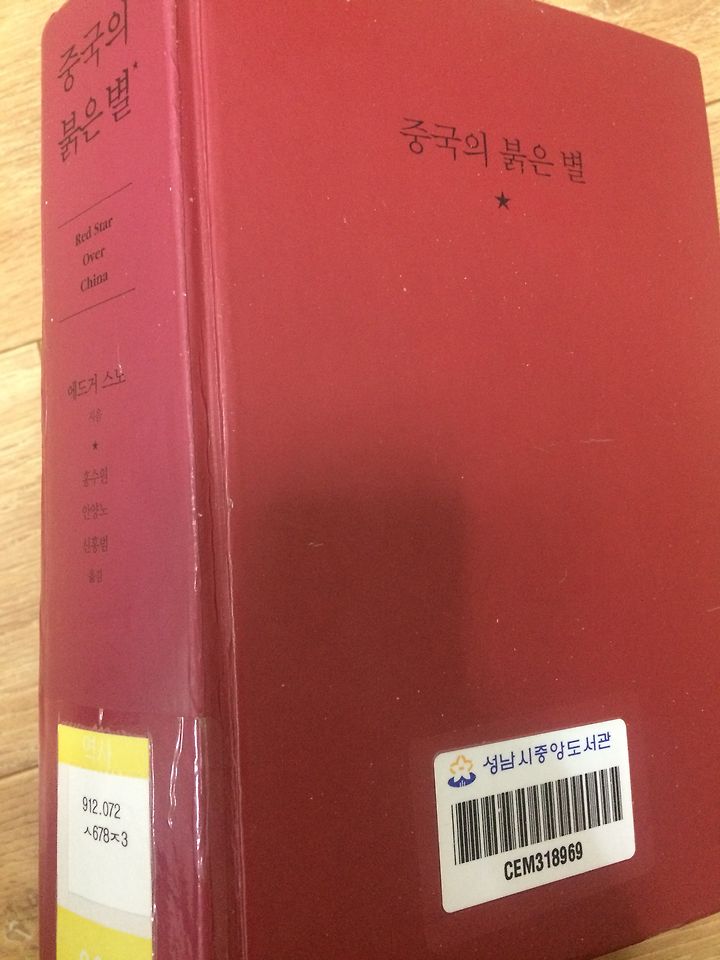 중국의
붉은 별
★
Red Star
Over
China
에드거 스노
지음
★
홍수원
안양노
신홍범
옮김
역사
912.072
ㅅ678ㅈ3
중국의 붉은 별
★
성남시중앙도서관
CEM318969